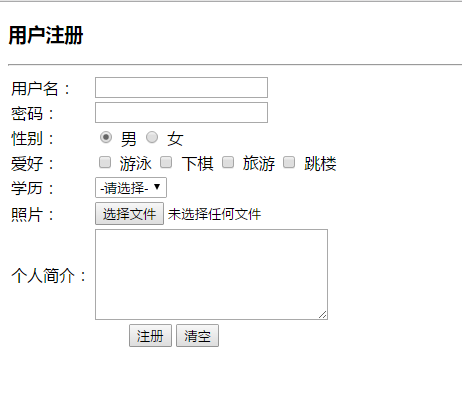 用户注册
用户名：
密码：
性别： 男 女
爱好： 游泳 下棋 旅游 跳楼
学历： -请选择-
照片： 选择文件 未选择任何文件
个人简介：
注册 清空